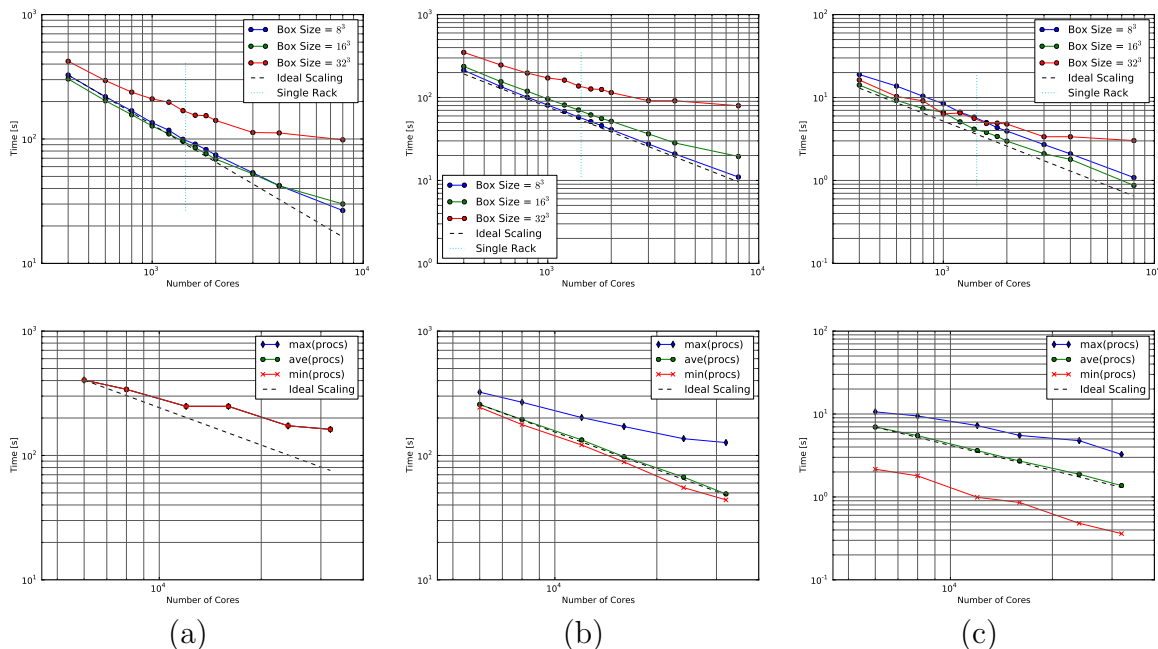 10³
10²
10¹
10³
10⁴
Time [s]
Number of Cores
Box Size = 8³
Box Size = 16³
Box Size = 32³
Ideal Scaling
Single Rack
10³
10²
10¹
10⁰
10³
10⁴
Time [s]
Number of Cores
Box Size = 8³
Box Size = 16³
Box Size = 32³
Ideal Scaling
Single Rack
10²
10¹
10⁰
10⁻¹
10³
10⁴
Time [s]
Number of Cores
Box Size = 8³
Box Size = 16³
Box Size = 32³
Ideal Scaling
Single Rack
10³
10²
10¹
10⁴
Time [s]
Number of Cores
max(procs)
ave(procs)
min(procs)
Ideal Scaling
10³
10²
10¹
10⁴
Time [s]
Number of Cores
max(procs)
ave(procs)
min(procs)
Ideal Scaling
10²
10¹
10⁰
10⁻¹
10⁴
Time [s]
Number of Cores
max(procs)
ave(procs)
min(procs)
Ideal Scaling
(a)
(b)
(c)